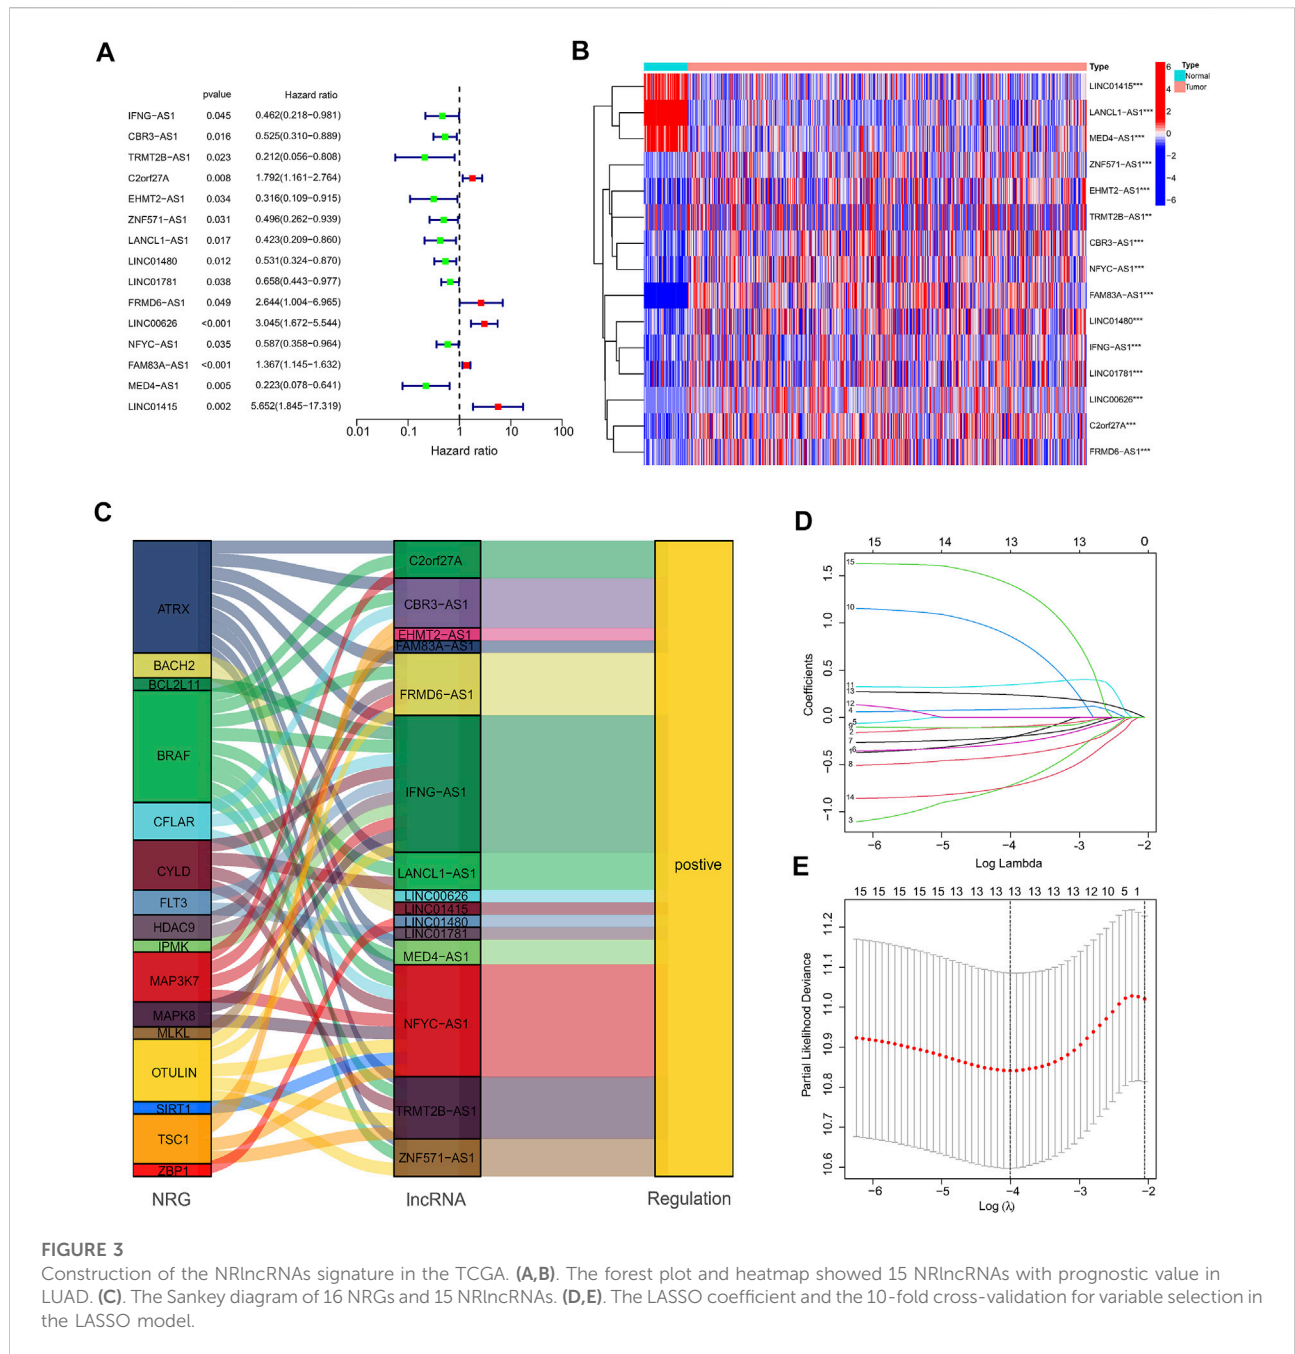 A
pvalue Hazard ratio
IFNG−AS1 0.045 0.462(0.218−0.981)
CBR3−AS1 0.016 0.525(0.310−0.889)
TRMT2B−AS1 0.023 0.212(0.056−0.808)
C2orf27A 0.008 1.792(1.161−2.764)
EHMT2−AS1 0.034 0.316(0.109−0.915)
ZNF571−AS1 0.031 0.496(0.262−0.939)
LANCL1−AS1 0.017 0.423(0.209−0.860)
LINC01480 0.012 0.531(0.324−0.870)
LINC01781 0.038 0.658(0.443−0.977)
FRMD6−AS1 0.049 2.644(1.004−6.965)
LINC00626 <0.001 3.045(1.672−5.544)
NFYC−AS1 0.035 0.587(0.358−0.964)
FAM83A−AS1 <0.001 1.367(1.145−1.632)
MED4−AS1 0.005 0.223(0.078−0.641)
LINC01415 0.002 5.652(1.845−17.319)
0.01 0.1 1 10 100
Hazard ratio
B
Type
LINC01415***
LANCL1−AS1***
MED4−AS1***
ZNF571−AS1***
EHMT2−AS1***
TRMT2B−AS1**
CBR3−AS1***
NFYC−AS1***
FAM83A−AS1***
LINC01480***
IFNG−AS1***
LINC01781***
LINC00626***
C2orf27A***
FRMD6−AS1***
6
4
2
0
−2
−4
−6
Type
Normal
Tumor
C
ATRX
BACH2
BCL2L11
BRAF
CFLAR
CYLD
FLT3
HDAC9
IPMK
MAP3K7
MAPK8
MLKL
OTULIN
SIRT1
TSC1
ZBP1
NRG
C2orf27A
CBR3−AS1
EHMT2−AS1
FAM83A−AS1
FRMD6−AS1
IFNG−AS1
LANCL1−AS1
LINC00626
LINC01415
LINC01480
LINC01781
MED4−AS1
NFYC−AS1
TRMT2B−AS1
ZNF571−AS1
lncRNA
postive
Regulation
D
15 14 13 13 0
1.5
1.0
0.5
0.0
−0.5
−1.0
Coefficients
15
10
11
13
12
4
5
9
2
7
6
1
8
14
3
−6 −5 −4 −3 −2
Log Lambda
E
15 15 15 15 15 13 13 13 13 13 13 13 12 10 5 1
11.2
11.1
11.0
10.9
10.8
10.7
10.6
Partial Likelihood Deviance
−6 −5 −4 −3 −2
Log (λ)
FIGURE 3
Construction of the NRlncRNAs signature in the TCGA. (A,B). The forest plot and heatmap showed 15 NRlncRNAs with prognostic value in
LUAD. (C). The Sankey diagram of 16 NRGs and 15 NRlncRNAs. (D,E). The LASSO coefficient and the 10-fold cross-validation for variable selection in
the LASSO model.